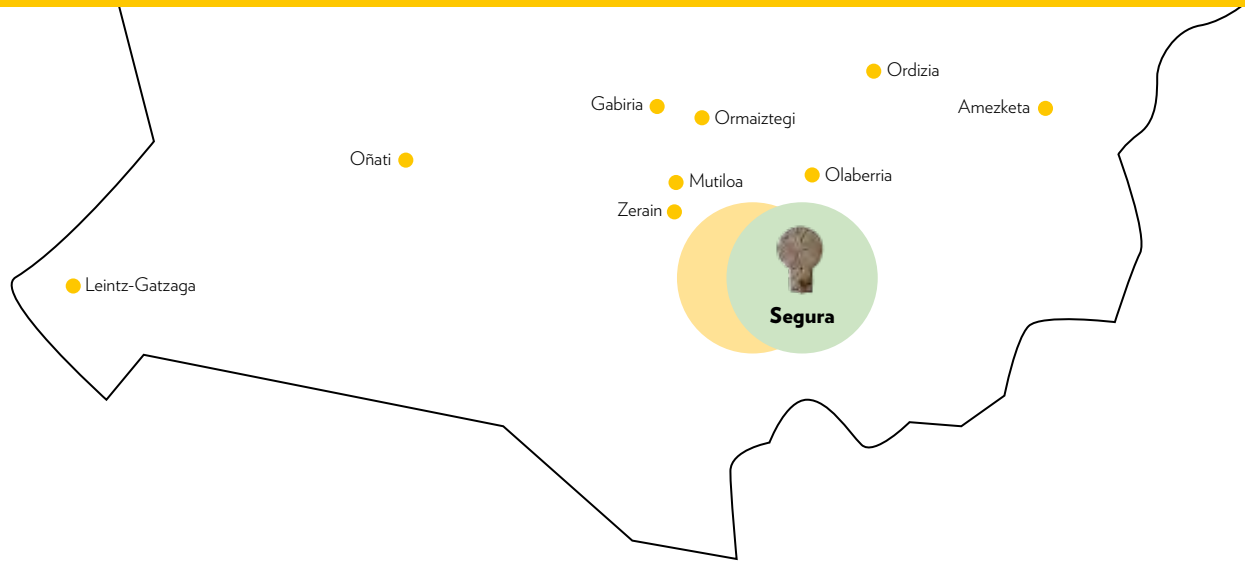 Ordizia
Gabiria
Amezketa
Ormaiztegi
Oñati
Olaberria
Mutiloa
Zerain
Leintz-Gatzaga
Segura